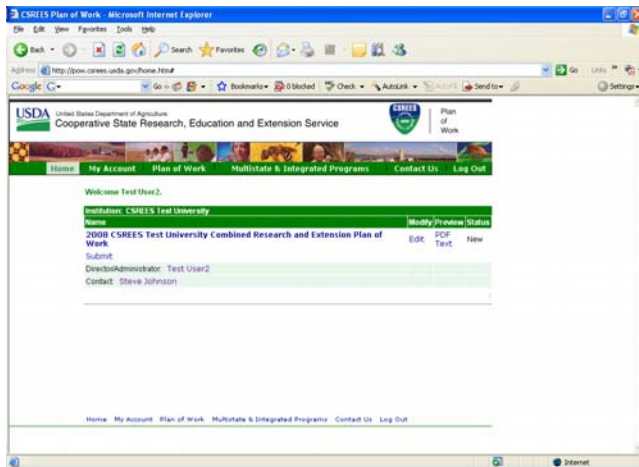 CSREES Plan of Work - Microsoft Internet Explorer
File Edit View Favorites Tools Help
Back Search Favorites
Address http://pow.csrees.usda.gov/home.html# Go Links
Google Go Bookmarks 0 blocked Check AutoLink AutoFill Send to Settings
USDA United States Department of Agriculture
Cooperative State Research, Education and Extension Service
CSREES
Plan
of
Work
Home My Account Plan of Work Multistate & Integrated Programs Contact Us Log Out
Welcome Test User2.
Institution: CSREES Test University
Name Modify Preview Status
2008 CSREES Test University Combined Research and Extension Plan of
Work
Edit PDF
Text New
Submit
Director/Administrator: Test User2
Contact: Steve Johnson
Home My Account Plan of Work Multistate & Integrated Programs Contact Us Log Out
Internet